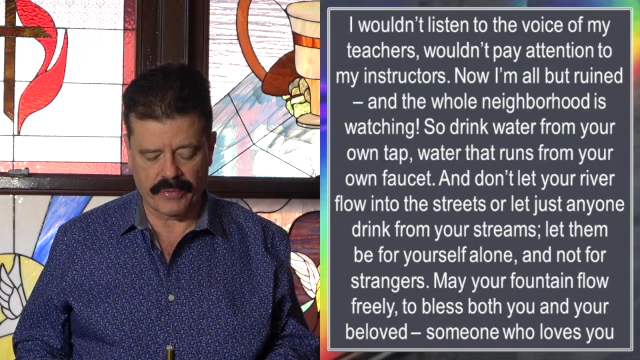 I wouldn't listen to the voice of my
teachers, wouldn't pay attention to
my instructors. Now I'm all but ruined
– and the whole neighborhood is
watching! So drink water from your
own tap, water that runs from your
own faucet. And don't let your river
flow into the streets or let just anyone
drink from your streams; let them
be for yourself alone, and not for
strangers. May your fountain flow
freely, to bless both you and your
beloved – someone who loves you